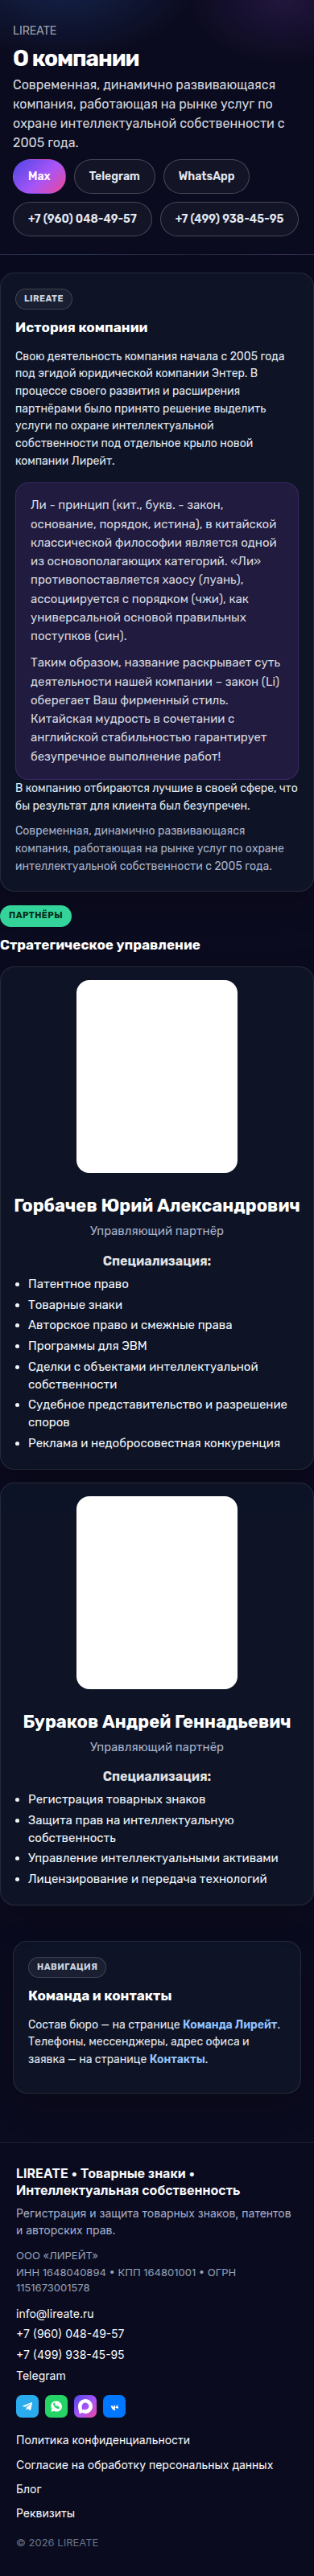 LIREATE
О компании
Современная, динамично развивающаяся
компания, работающая на рынке услуг по
охране интеллектуальной собственности с
2005 года.
Max
Telegram
WhatsApp
+7 (960) 048-49-57
+7 (499) 938-45-95
LIREATE
История компании
Свою деятельность компания начала с 2005 года
под эгидой юридической компании Энтер. В
процессе своего развития и расширения
партнёрами было принято решение выделить
услуги по охране интеллектуальной
собственности под отдельное крыло новой
компании Лирейт.
Ли - принцип (кит., букв. - закон,
основание, порядок, истина), в китайской
классической философии является одной
из основополагающих категорий. «Ли»
противопоставляется хаосу (луань),
ассоциируется с порядком (чжи), как
универсальной основой правильных
поступков (син).
Таким образом, название раскрывает суть
деятельности нашей компании – закон (Li)
оберегает Ваш фирменный стиль.
Китайская мудрость в сочетании с
английской стабильностью гарантирует
безупречное выполнение работ!
В компанию отбираются лучшие в своей сфере, что
бы результат для клиента был безупречен.
Современная, динамично развивающаяся
компания, работающая на рынке услуг по охране
интеллектуальной собственности с 2005 года.
ПАРТНЁРЫ
Стратегическое управление
Горбачев Юрий Александрович
Управляющий партнёр
Специализация:
• Патентное право
• Товарные знаки
• Авторское право и смежные права
• Программы для ЭВМ
• Сделки с объектами интеллектуальной
собственности
• Судебное представительство и разрешение
споров
• Реклама и недобросовестная конкуренция
Бураков Андрей Геннадьевич
Управляющий партнёр
Специализация:
• Регистрация товарных знаков
• Защита прав на интеллектуальную
собственность
• Управление интеллектуальными активами
• Лицензирование и передача технологий
НАВИГАЦИЯ
Команда и контакты
Состав бюро — на странице Команда Лирейт.
Телефоны, мессенджеры, адрес офиса и
заявка — на странице Контакты.
LIREATE • Товарные знаки •
Интеллектуальная собственность
Регистрация и защита товарных знаков, патентов
и авторских прав.
ООО «ЛИРЕЙТ»
ИНН 1648040894 • КПП 164801001 • ОГРН
1151673001578
info@lireate.ru
+7 (960) 048-49-57
+7 (499) 938-45-95
Telegram
Политика конфиденциальности
Согласие на обработку персональных данных
Блог
Реквизиты
© 2026 LIREATE